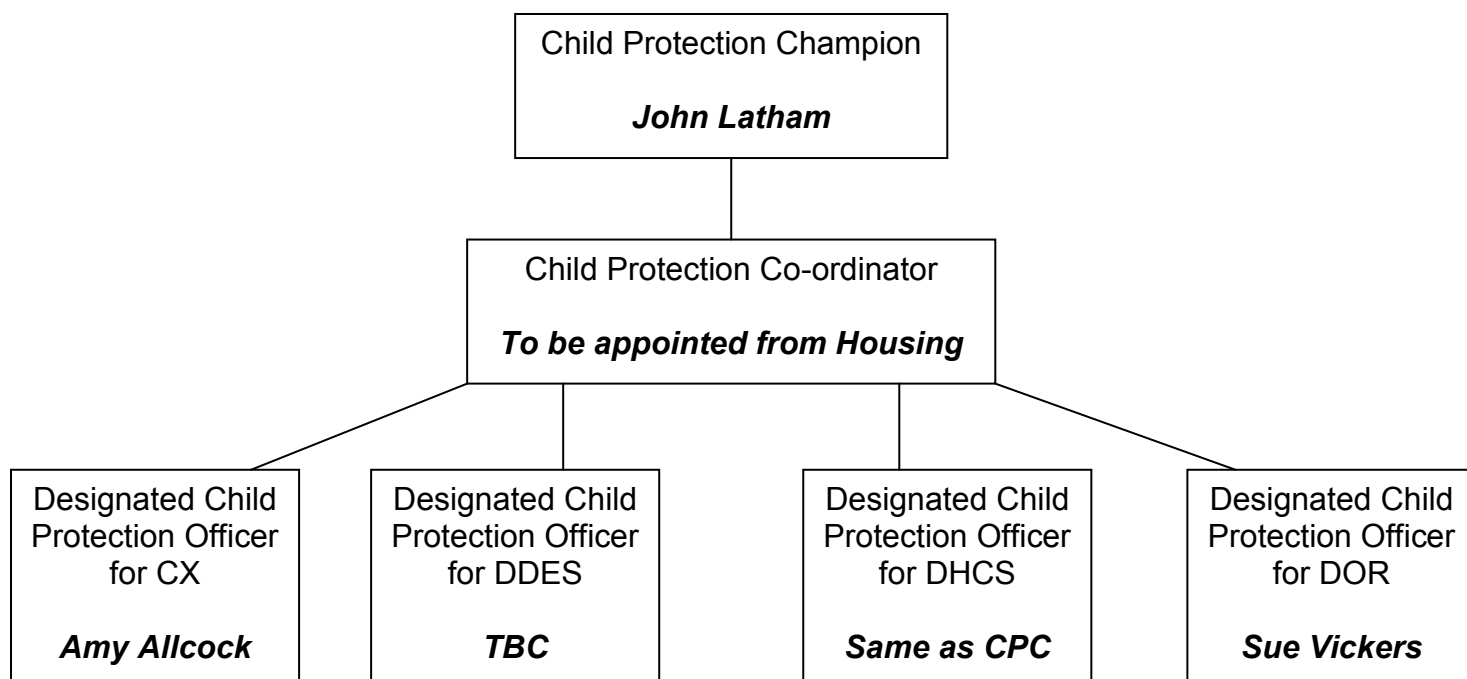 Child Protection Champion
John Latham
Child Protection Co-ordinator
To be appointed from Housing
Designated Child
Protection Officer
for CX
Amy Allcock
Designated Child
Protection Officer
for DDES
TBC
Designated Child
Protection Officer
for DHCS
Same as CPC
Designated Child
Protection Officer
for DOR
Sue Vickers